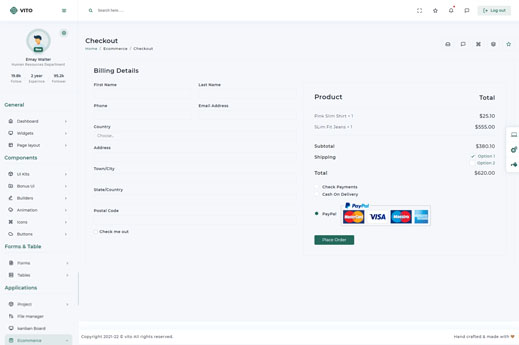 VITO
Search here. ....
Log out
New
Emay Walter
Human Resources Department
19.8k
Follow
2 year
Experince
95.2k
Follower
General
Dashboard
Widgets
Page layout
Components
UI Kits
Bonus Ui
Builders
Animation
Icons
Buttons
Forms & Table
Forms
Tables
Applications
Project
File manager
kanban Board
Ecommerce
Checkout
Home / Ecommerce / Checkout
Billing Details
First Name
Last Name
Phone
Email Address
Country
Choose..
Address
Town/City
State/Country
Postal Code
Check me out
Product Total
Pink Slim Shirt × 1 $25.10
SLim Fit Jeans × 1 $555.00
Subtotal $380.10
Shipping
Option 1
Option 2
Total $620.00
Check Payments
Cash On Delivery
PayPal
PayPal
MasterCard
VISA
Maestro
Place Order
Copyright 2021-22 © vito All rights reserved.
Hand crafted & made with